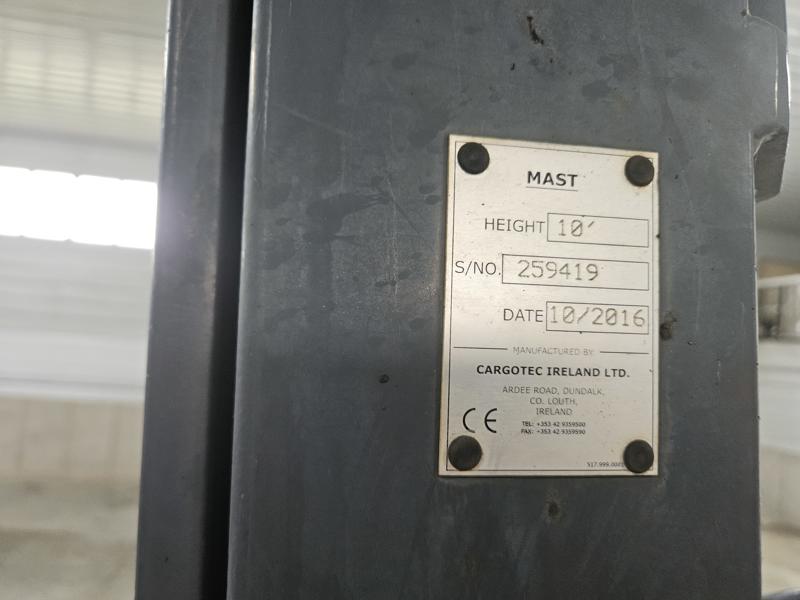 MAST
HEIGHT 10'
S/NO. 259419
DATE 10/2016
MANUFACTURED BY:
CARGOTEC IRELAND LTD.
ARDEE ROAD, DUNDALK,
CO. LOUTH,
IRELAND
CE
TEL: +353 42 9359500
FAX: +353 42 9359590